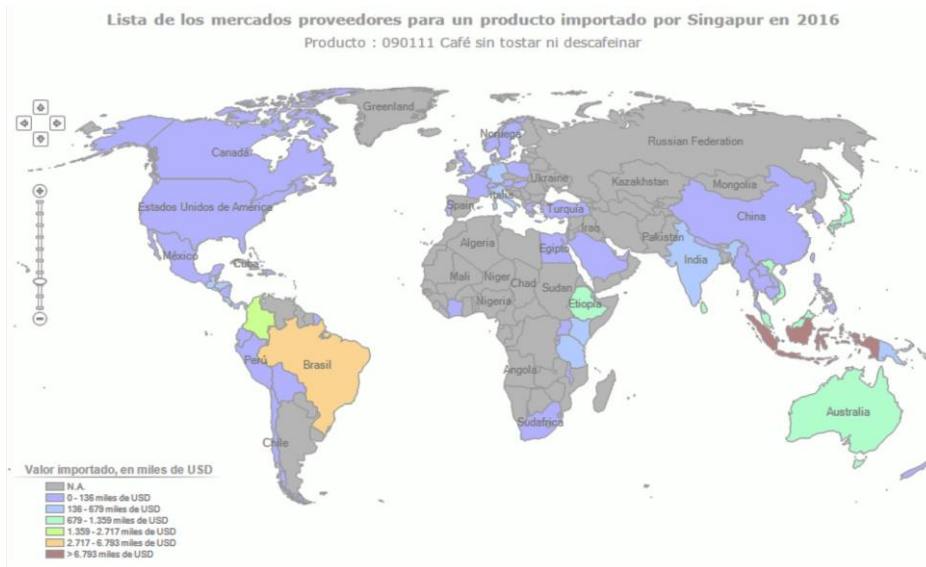 Lista de los mercados proveedores para un producto importado por Singapur en 2016
Producto : 090111 Café sin tostar ni descafeinar
Greenland
Noruega
Russian Federation
Canadá
Ukraine
Kazakhstan
Mongolia
Italia
Estados Unidos de América
Spain
Turquía
China
Iraq
Pakistan
Algeria
Egipto
México
Cuba
India
Mali
Niger
Chad
Sudan
Nigeria
Etiopia
Perú
Brasil
Angola
Australia
Sudafrica
Chile
Valor importado, en miles de USD
N.A.
0 - 136 miles de USD
136 - 679 miles de USD
679 - 1.359 miles de USD
1.359 - 2.717 miles de USD
2.717 - 6.793 miles de USD
> 6.793 miles de USD